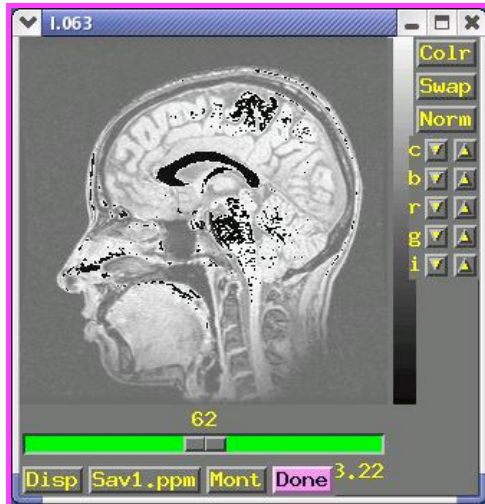 I.063
Colr
Swap
Norm
c
b
r
g
i
62
3.22
Disp Sav1.ppm Mont Done